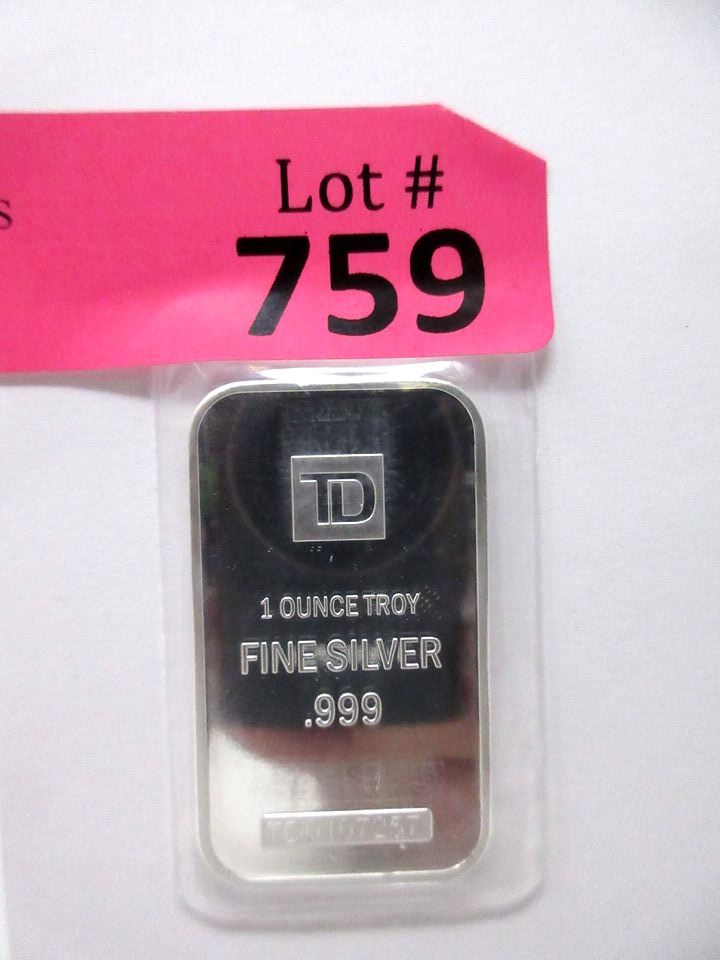 s
Lot #
759
TD
1 OUNCE TROY
FINE SILVER
.999